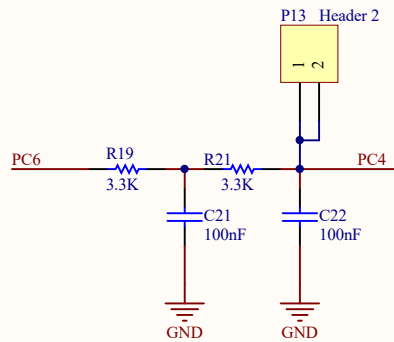 P13 Header 2
1
2
PC6
R19
3.3K
R21
3.3K
PC4
C21
100nF
C22
100nF
GND
GND